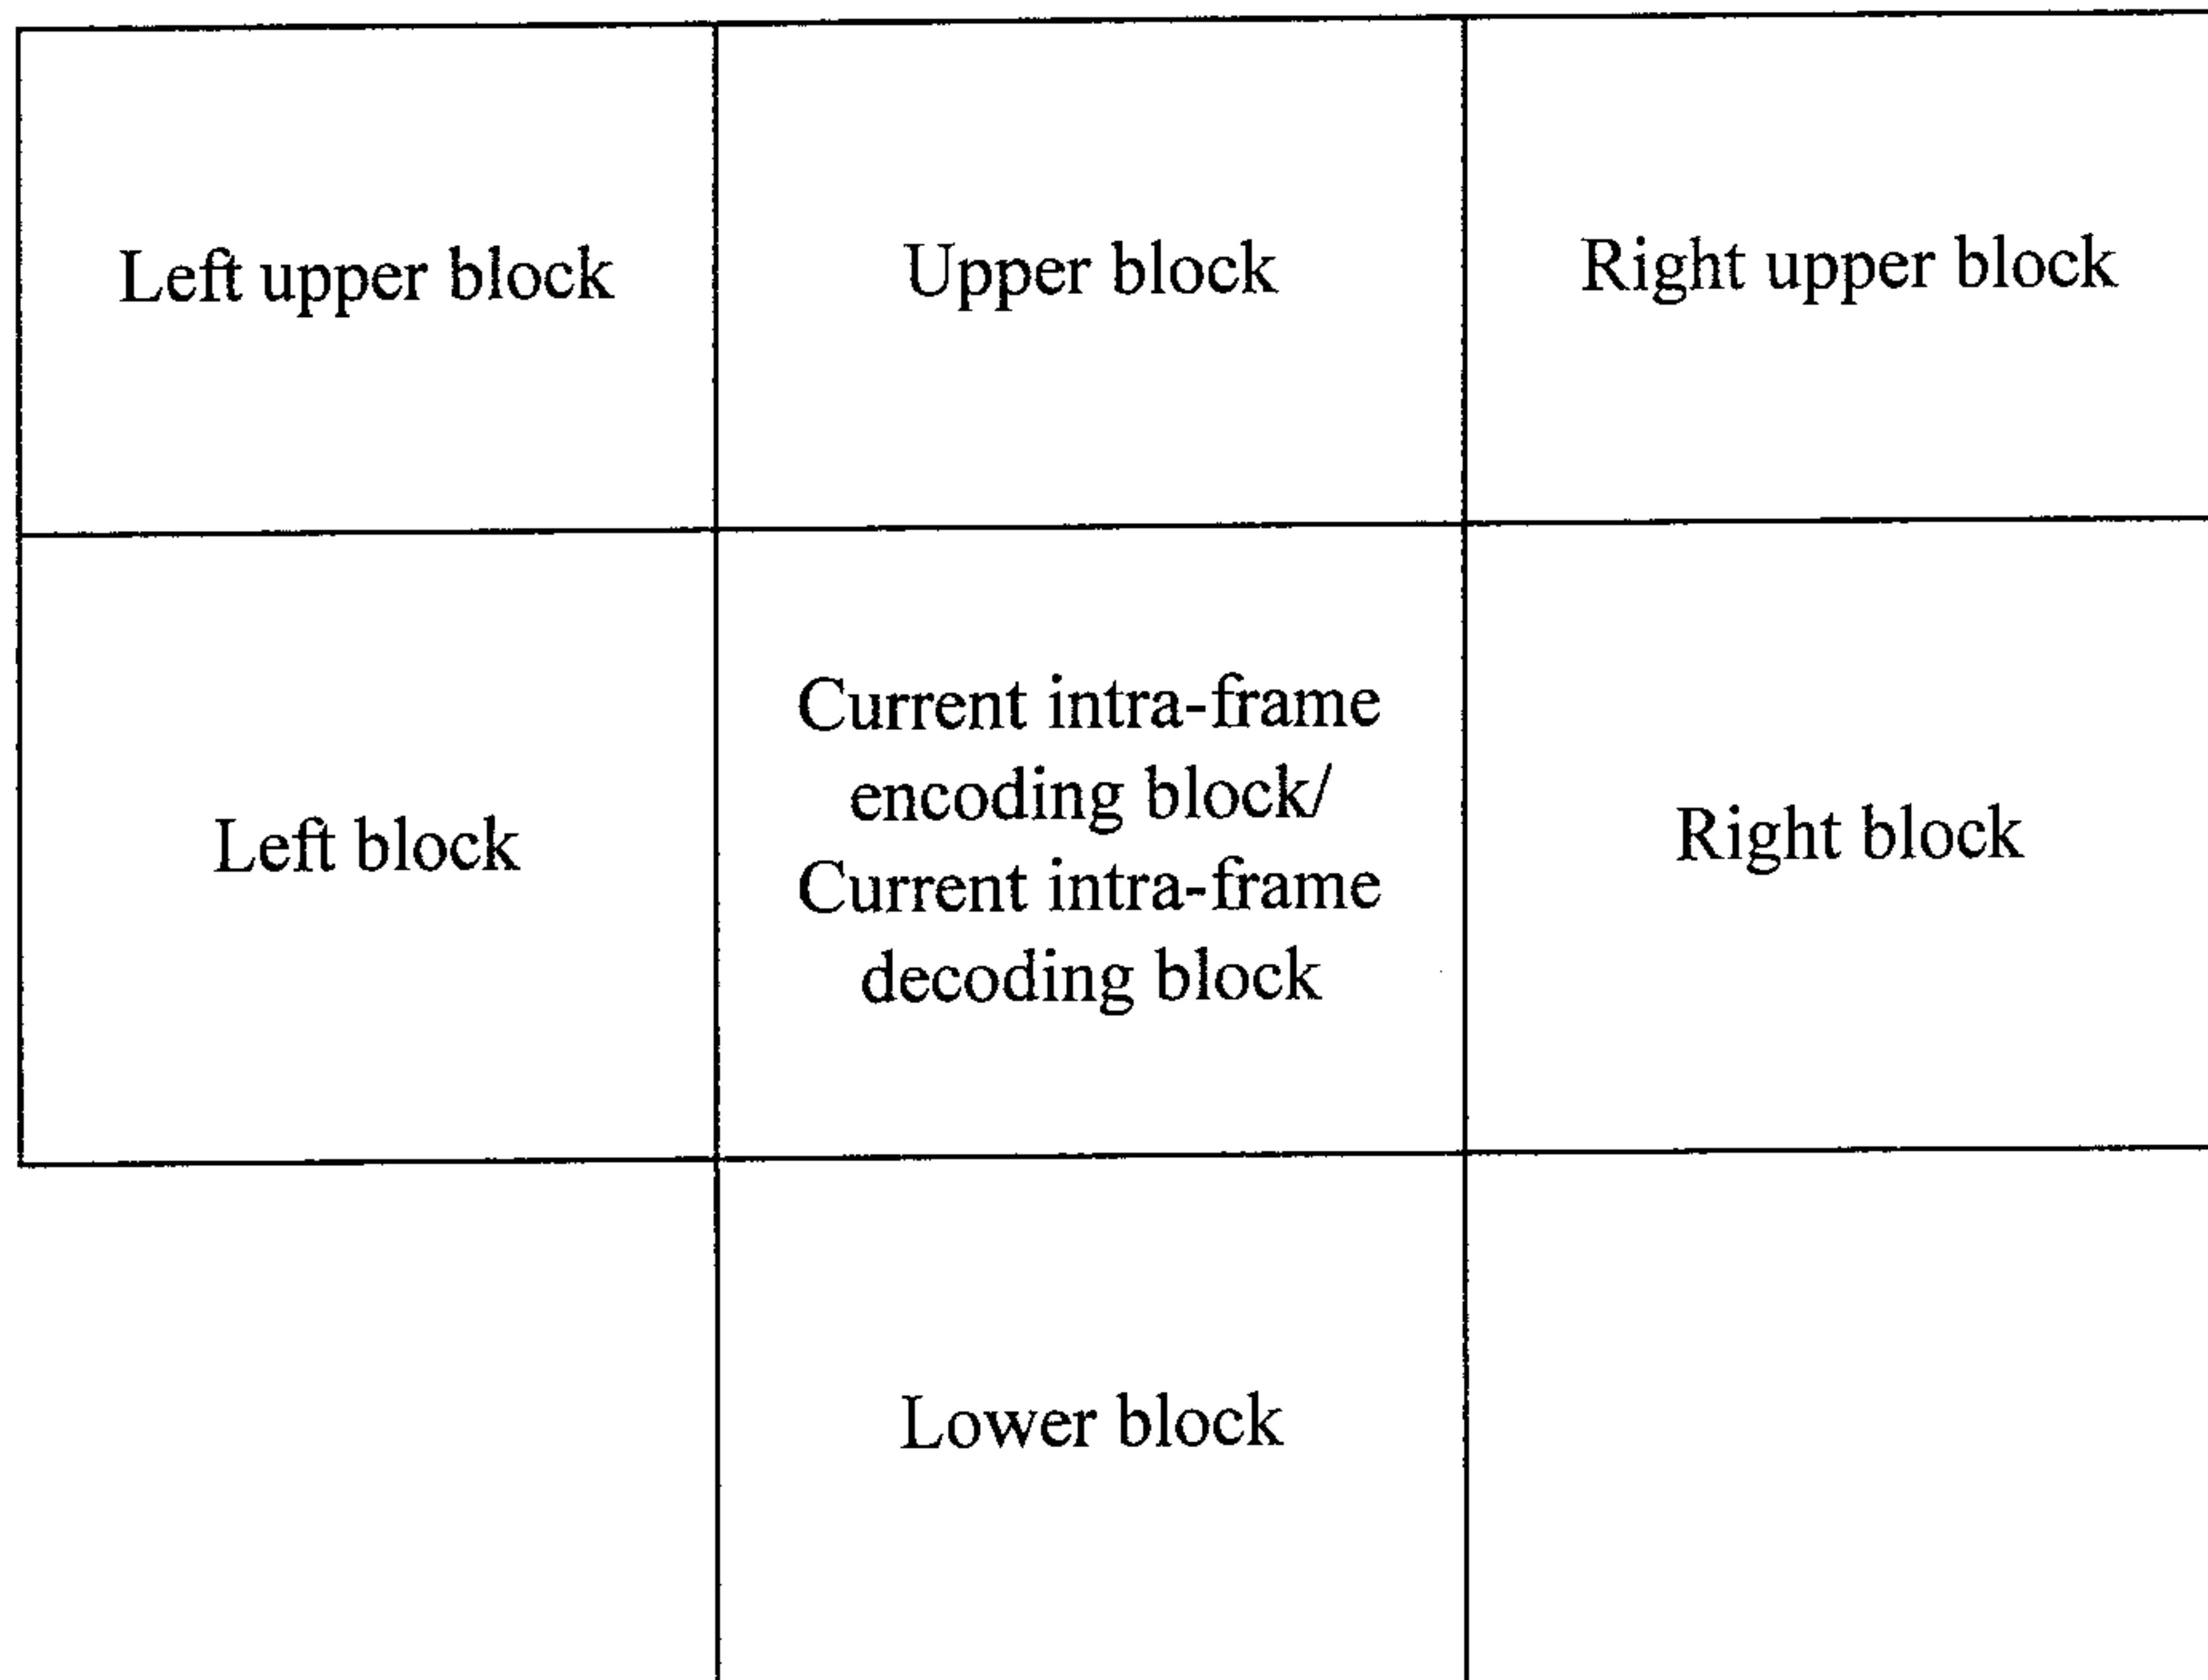 Left upper block
Upper block
Right upper block
Left block
Current intra-frame
encoding block/
Current intra-frame
decoding block
Right block
Lower block